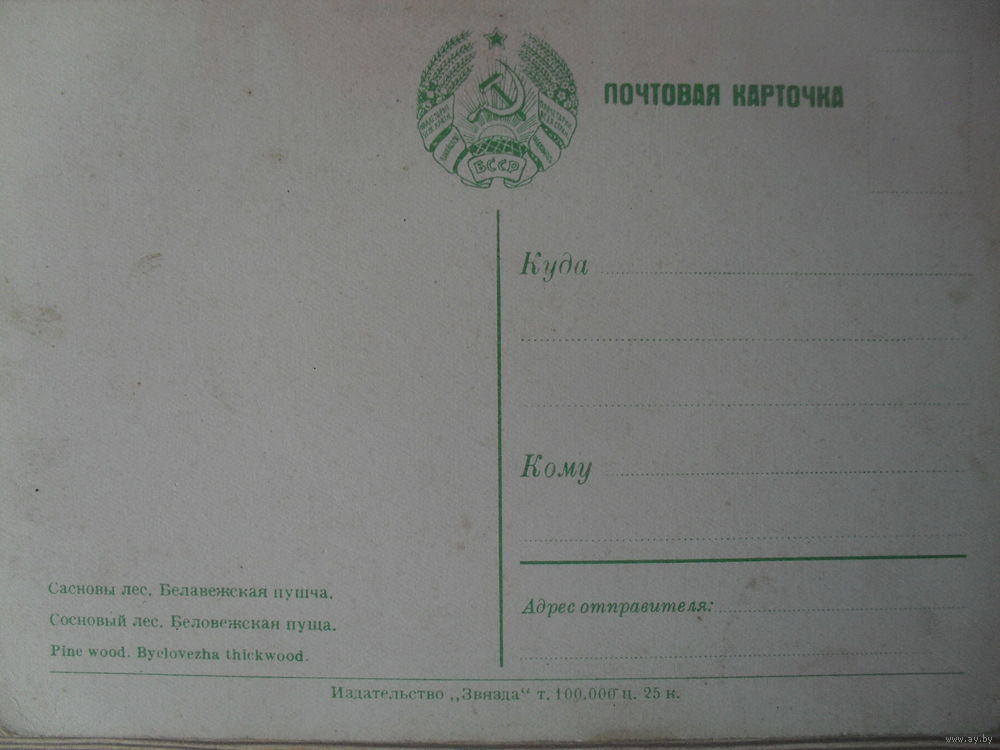 ПОЧТОВАЯ КАРТОЧКА
БССР
Куда
Кому
Адрес отправителя:
Сасновы лес. Белавежская пушча.
Сосновый лес. Беловежская пуща.
Pine wood. Byelovezha thickwood.
Издательство „Звязда“ т. 100.000 ц. 25 к.
www.ay.by